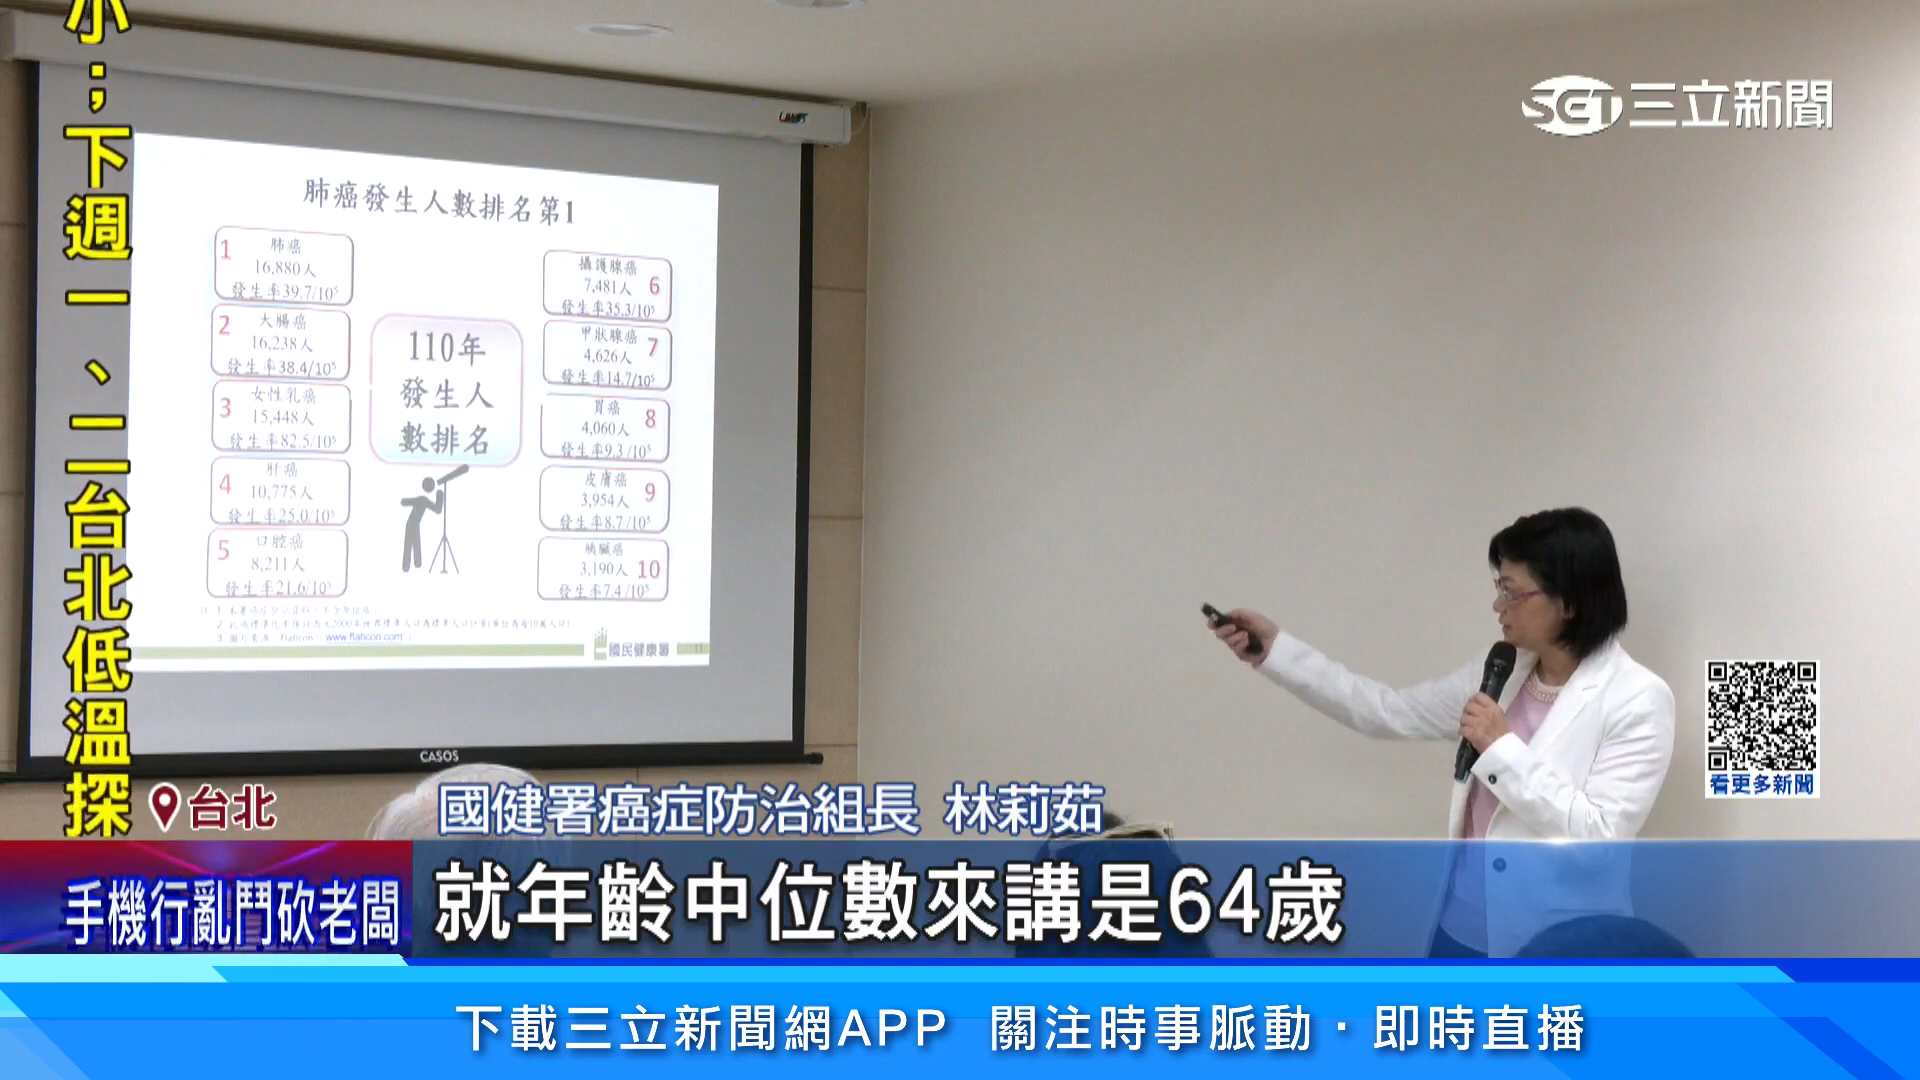 小；下週一、二台北低溫探
SET三立新聞
肺癌發生人數排名第1
1
肺癌
16,880人
發生率39.7/10⁵
2
大腸癌
16,238人
發生率38.4/10⁵
3
女性乳癌
15,448人
發生率82.5/10⁵
4
肝癌
10,775人
發生率25.0/10⁵
5
口腔癌
8,211人
發生率21.6/10⁵
110年
發生人
數排名
攝護腺癌
7,481人
6
發生率35.3/10⁵
甲狀腺癌
4,626人
7
發生率14.7/10⁵
胃癌
4,060人
8
發生率9.3/10⁵
皮膚癌
3,954人
9
發生率8.7/10⁵
胰臟癌
3,190人
10
發生率7.4/10⁵
www.flaticon.com
國民健康署
11
CASOS
看更多新聞
台北
國健署癌症防治組長 林莉茹
手機行亂鬥砍老闆
就年齡中位數來講是64歲
下載三立新聞網APP 關注時事脈動·即時直播